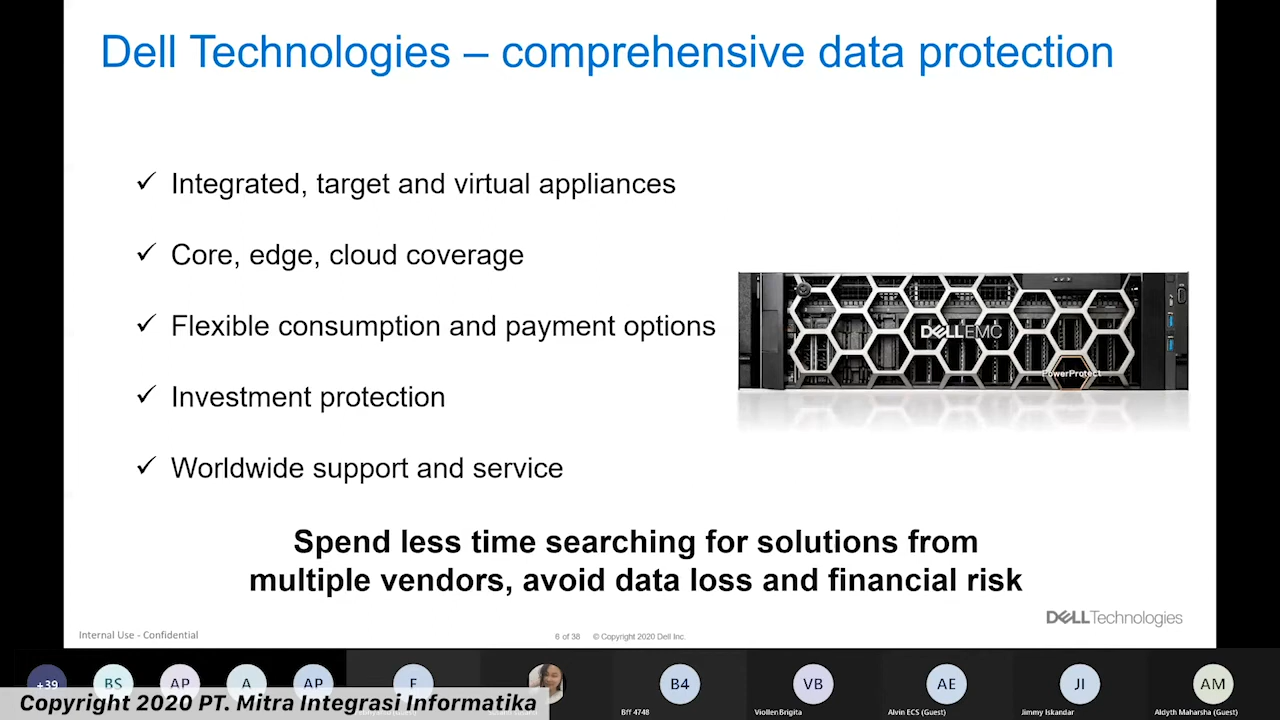 Dell Technologies – comprehensive data protection
✓ Integrated, target and virtual appliances
✓ Core, edge, cloud coverage
✓ Flexible consumption and payment options
✓ Investment protection
✓ Worldwide support and service
DELLEMC
PowerProtect
Spend less time searching for solutions from
multiple vendors, avoid data loss and financial risk
DELLTechnologies
Internal Use - Confidential
6 of 38 © Copyright 2020 Dell Inc.
+39 BS AP A AP F B4 VB AE JI AM
Bff 4748 Viollen Brigita Alvin ECS (Guest) Jimmy Iskandar Aldyth Maharsha (Guest)
Copyright 2020 PT. Mitra Integrasi Informatika